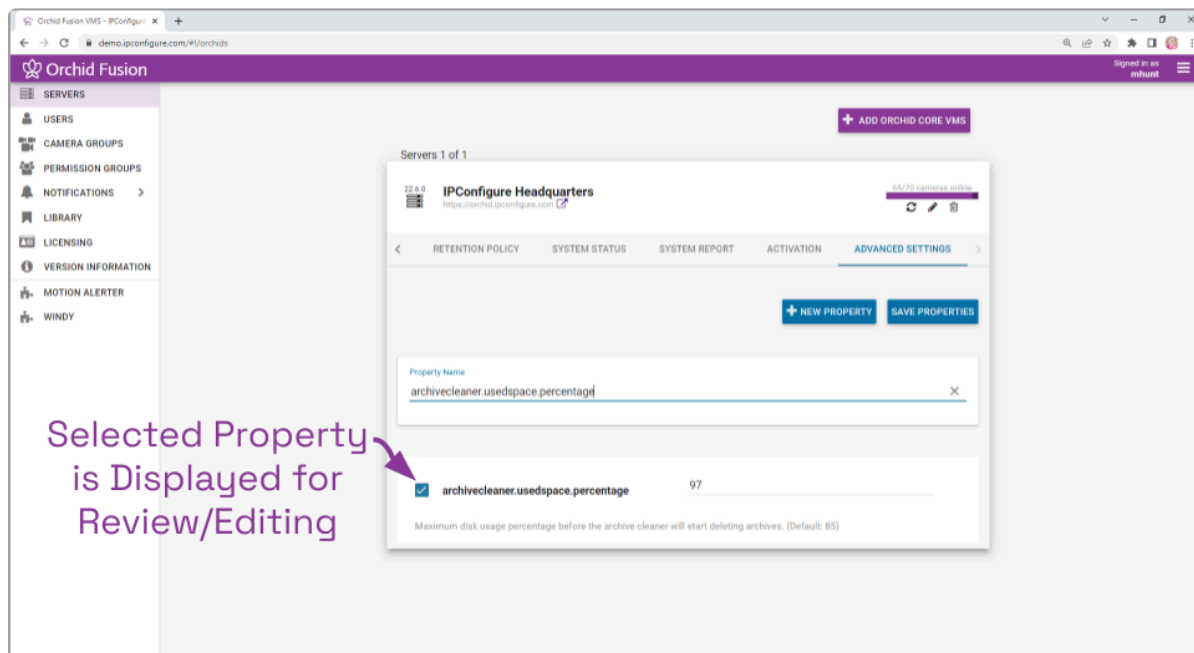 Orchid Fusion VMS - IPConfigure
demo.ipconfigure.com/#!/orchids
Orchid Fusion
Signed in as
mhunt
SERVERS
USERS
CAMERA GROUPS
PERMISSION GROUPS
NOTIFICATIONS
LIBRARY
LICENSING
VERSION INFORMATION
MOTION ALERTER
WINDY
ADD ORCHID CORE VMS
Servers 1 of 1
22.6.0
IPConfigure Headquarters
https://orchid.ipconfigure.com
65/70 cameras online
RETENTION POLICY SYSTEM STATUS SYSTEM REPORT ACTIVATION ADVANCED SETTINGS
NEW PROPERTY SAVE PROPERTIES
Property Name
archivecleaner.usedspace.percentage
archivecleaner.usedspace.percentage 97
Maximum disk usage percentage before the archive cleaner will start deleting archives. (Default: 85)
Selected Property
is Displayed for
Review/Editing